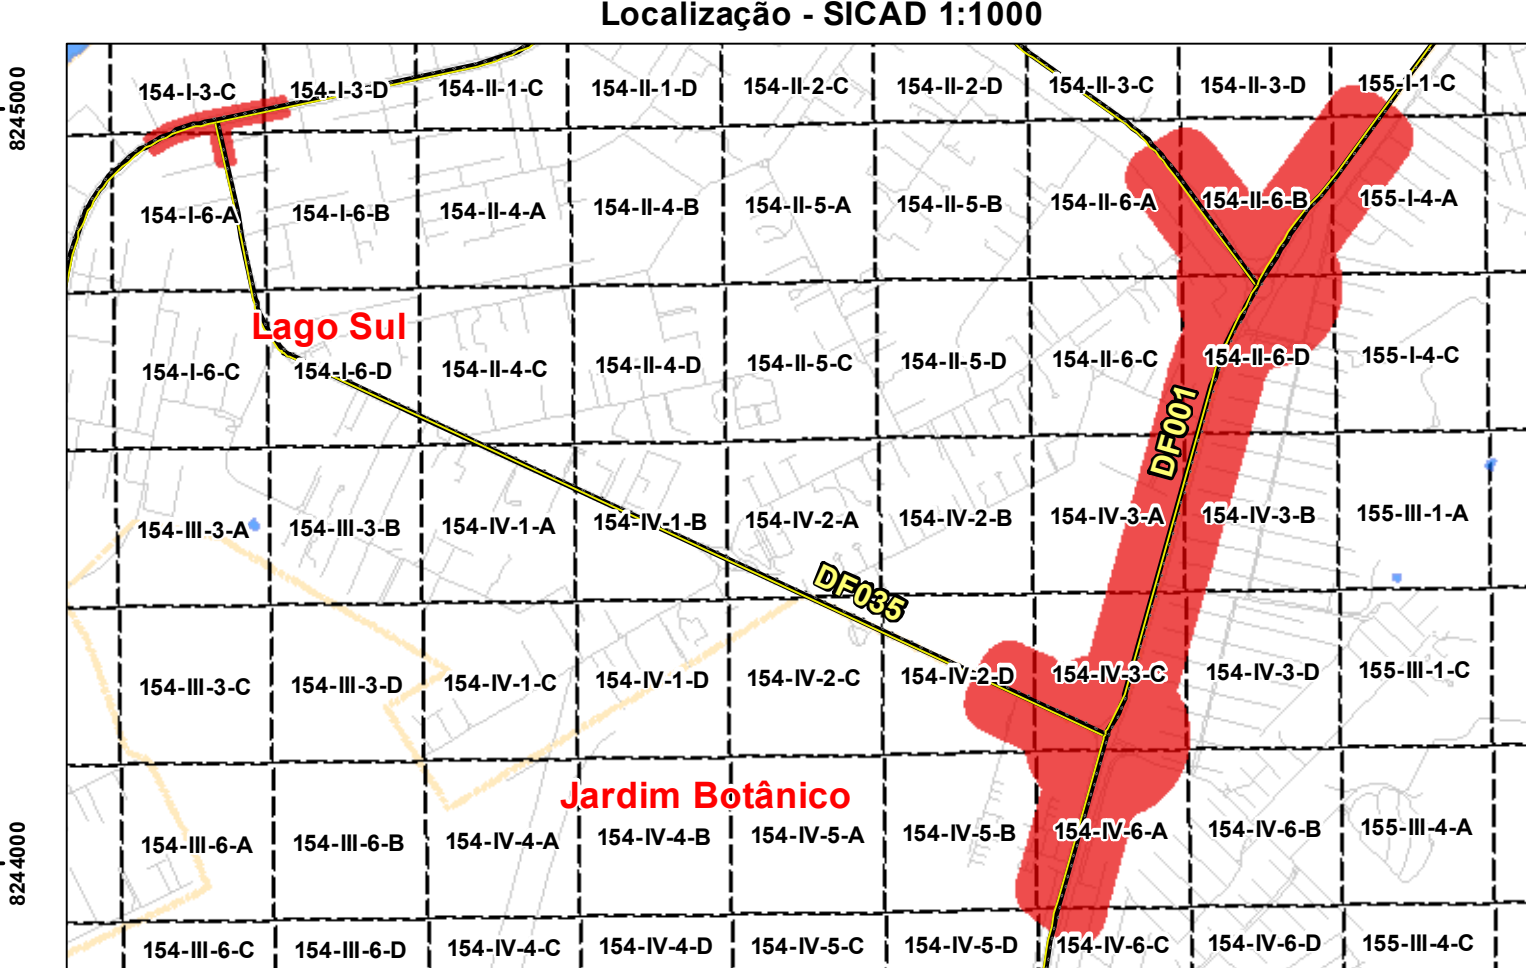 Localização - SICAD 1:1000
8245000
154-I-3-C
154-I-3-D
154-II-1-C
154-II-1-D
154-II-2-C
154-II-2-D
154-II-3-C
154-II-3-D
155-I-1-C
154-I-6-A
154-I-6-B
154-II-4-A
154-II-4-B
154-II-5-A
154-II-5-B
154-II-6-A
154-II-6-B
155-I-4-A
Lago Sul
154-I-6-C
154-I-6-D
154-II-4-C
154-II-4-D
154-II-5-C
154-II-5-D
154-II-6-C
154-II-6-D
155-I-4-C
DF001
154-III-3-A
154-III-3-B
154-IV-1-A
154-IV-1-B
154-IV-2-A
154-IV-2-B
154-IV-3-A
154-IV-3-B
155-III-1-A
DF035
154-III-3-C
154-III-3-D
154-IV-1-C
154-IV-1-D
154-IV-2-C
154-IV-2-D
154-IV-3-C
154-IV-3-D
155-III-1-C
Jardim Botânico
8244000
154-III-6-A
154-III-6-B
154-IV-4-A
154-IV-4-B
154-IV-5-A
154-IV-5-B
154-IV-6-A
154-IV-6-B
155-III-4-A
154-III-6-C
154-III-6-D
154-IV-4-C
154-IV-4-D
154-IV-5-C
154-IV-5-D
154-IV-6-C
154-IV-6-D
155-III-4-C